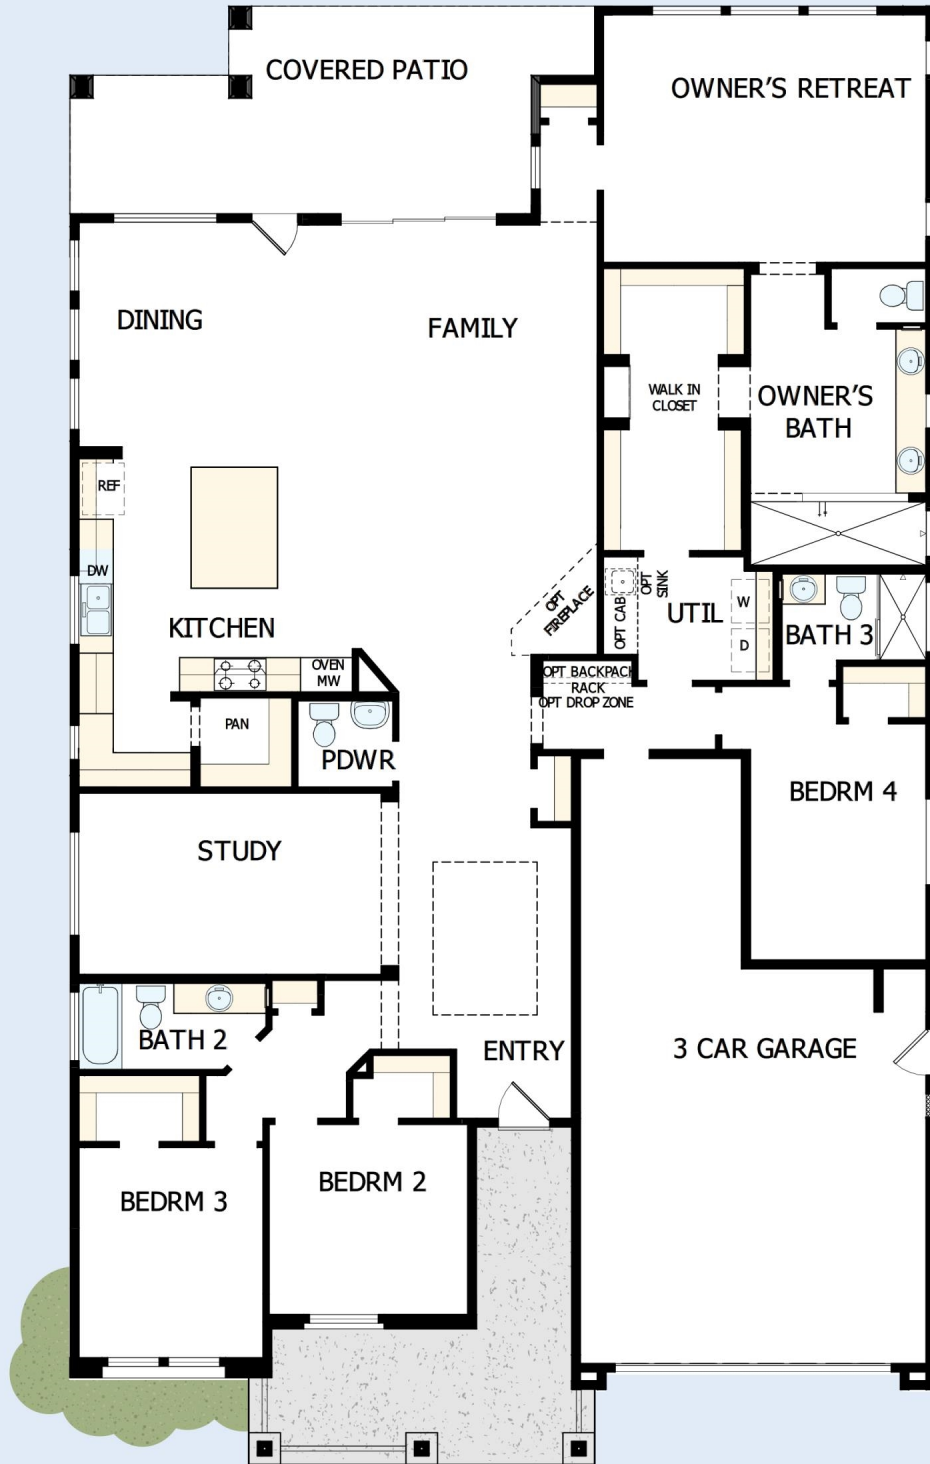 COVERED PATIO
OWNER'S RETREAT
DINING
FAMILY
WALK IN
CLOSET
OWNER'S
BATH
REF
DW
KITCHEN
OVEN
MW
OPT
FIREPLACE
OPT CAB
OPT
SINK
UTIL
W
D
BATH 3
OPT BACKPACK
RACK
OPT DROP ZONE
PAN
PDWR
BEDRM 4
STUDY
BATH 2
ENTRY
3 CAR GARAGE
BEDRM 3
BEDRM 2